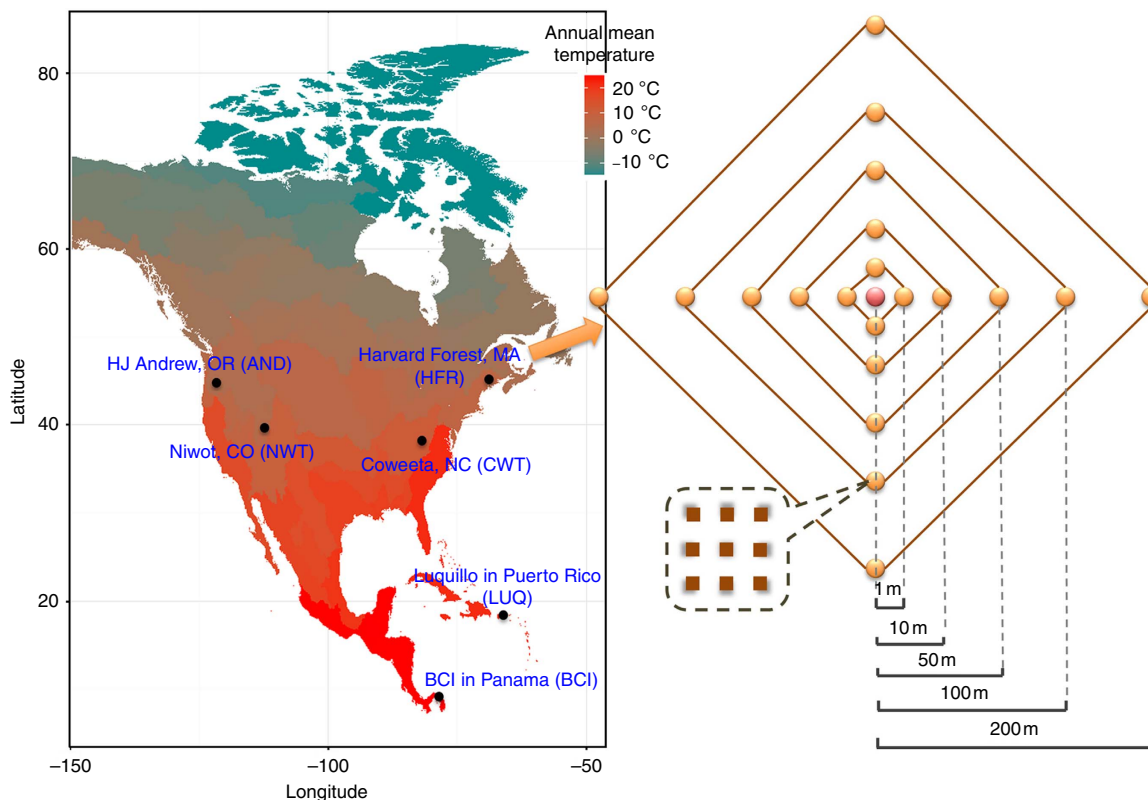 Annual mean
temperature
20 °C
10 °C
0 °C
−10 °C
80
60
40
20
Latitude
−150
−100
−50
Longitude
HJ Andrew, OR (AND)
Harvard Forest, MA
(HFR)
Niwot, CO (NWT)
Coweeta, NC (CWT)
Luquillo in Puerto Rico
(LUQ)
BCI in Panama (BCI)
1 m
10 m
50 m
100 m
200 m